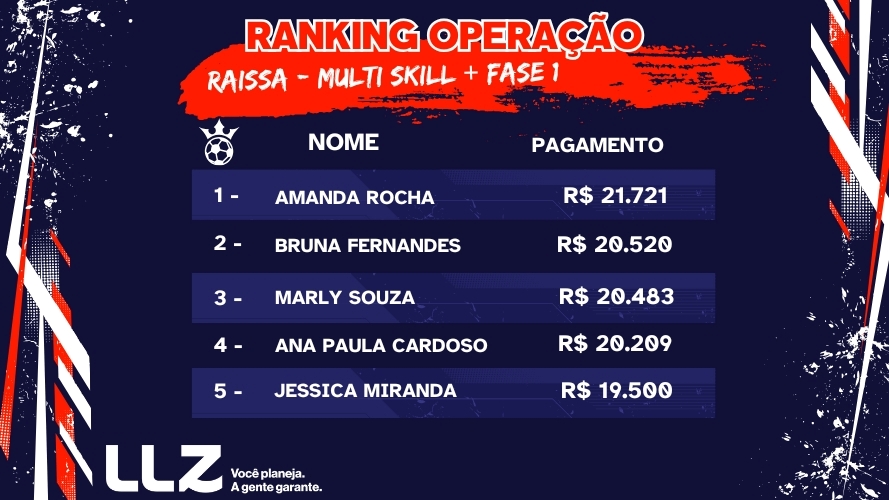 RANKING OPERAÇÃO
RAISSA - MULTI SKILL + FASE 1
NOME PAGAMENTO
1 - AMANDA ROCHA R$ 21.721
2 - BRUNA FERNANDES R$ 20.520
3 - MARLY SOUZA R$ 20.483
4 - ANA PAULA CARDOSO R$ 20.209
5 - JESSICA MIRANDA R$ 19.500
LLZ
Você planeja.
A gente garante.